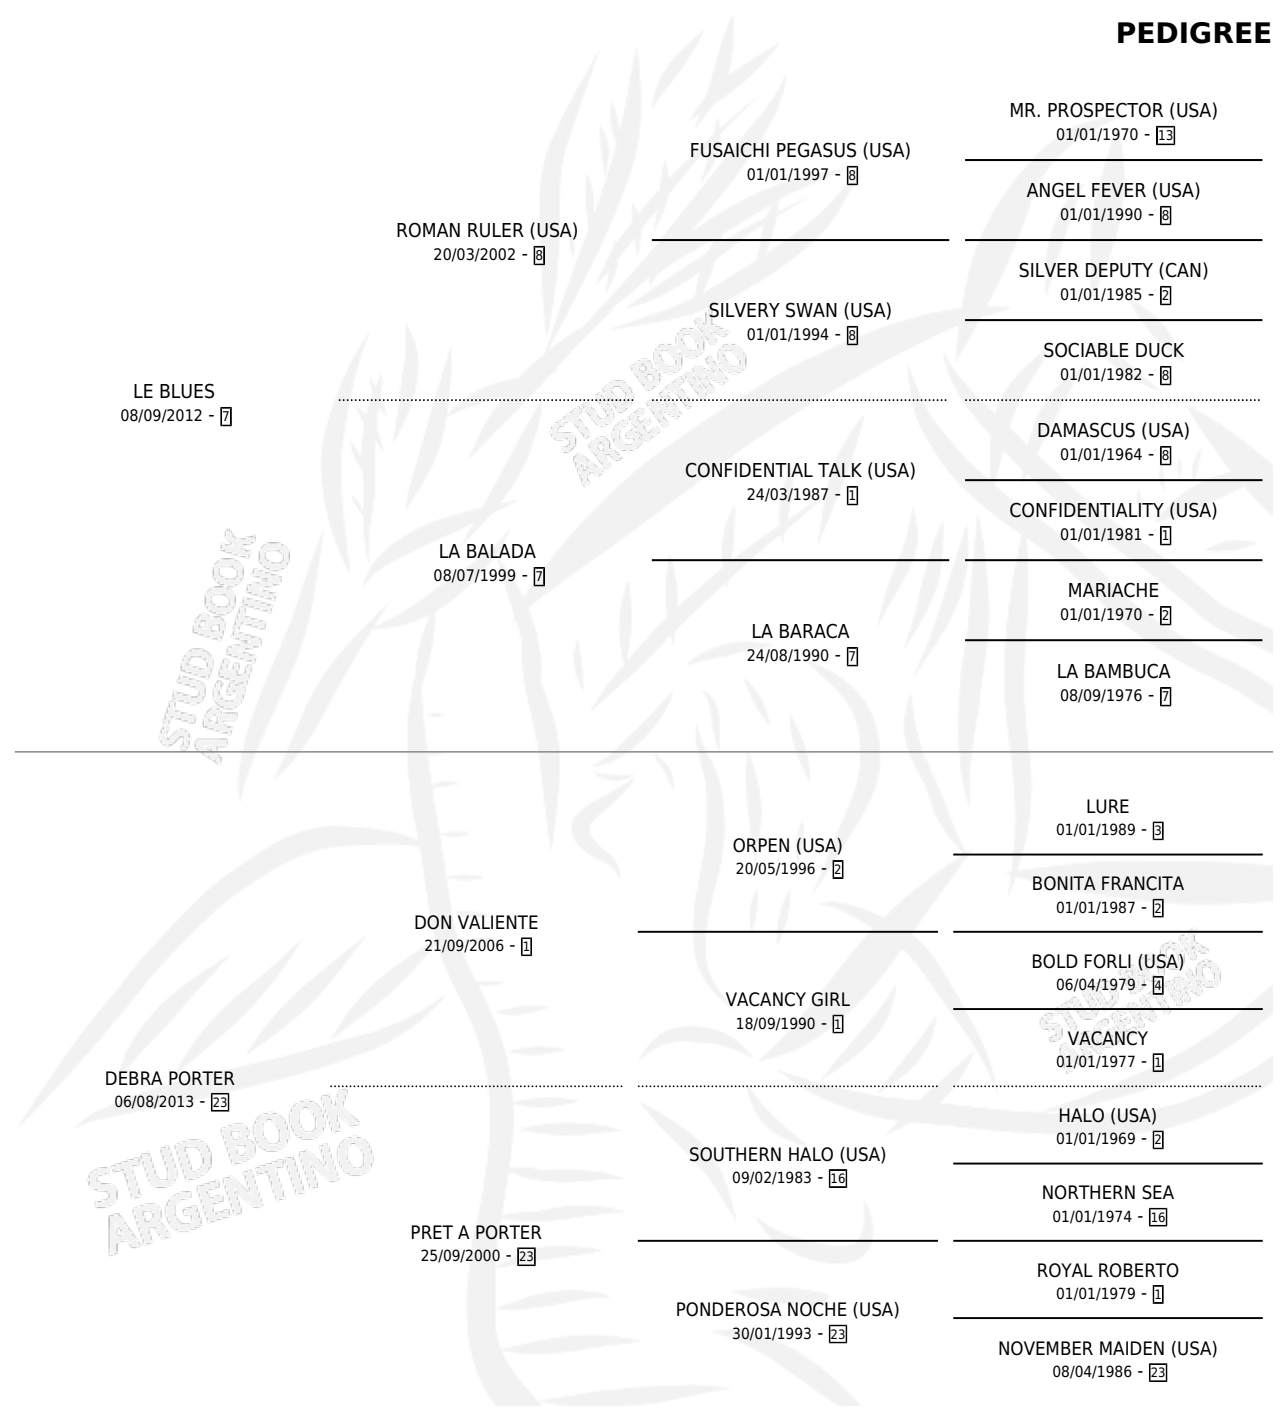 PEDIGREE
MR. PROSPECTOR (USA)
01/01/1970 - 13
FUSAICHI PEGASUS (USA)
01/01/1997 - 8
ANGEL FEVER (USA)
01/01/1990 - 8
ROMAN RULER (USA)
20/03/2002 - 8
SILVER DEPUTY (CAN)
01/01/1985 - 2
SILVERY SWAN (USA)
01/01/1994 - 8
SOCIABLE DUCK
01/01/1982 - 8
LE BLUES
08/09/2012 - 7
STUD BOOK
ARGENTINO
DAMASCUS (USA)
01/01/1964 - 8
CONFIDENTIAL TALK (USA)
24/03/1987 - 1
CONFIDENTIALITY (USA)
01/01/1981 - 1
LA BALADA
08/07/1999 - 7
MARIACHE
01/01/1970 - 2
LA BARACA
24/08/1990 - 7
LA BAMBUCA
08/09/1976 - 7
STUD BOOK
ARGENTINO
LURE
01/01/1989 - 3
ORPEN (USA)
20/05/1996 - 2
BONITA FRANCITA
01/01/1987 - 2
DON VALIENTE
21/09/2006 - 1
BOLD FORLI (USA)
06/04/1979 - 4
STUD BOOK
ARGENTINO
VACANCY GIRL
18/09/1990 - 1
VACANCY
01/01/1977 - 1
DEBRA PORTER
06/08/2013 - 23
STUD BOOK
ARGENTINO
HALO (USA)
01/01/1969 - 2
SOUTHERN HALO (USA)
09/02/1983 - 16
NORTHERN SEA
01/01/1974 - 16
PRET A PORTER
25/09/2000 - 23
ROYAL ROBERTO
01/01/1979 - 1
PONDEROSA NOCHE (USA)
30/01/1993 - 23
NOVEMBER MAIDEN (USA)
08/04/1986 - 23